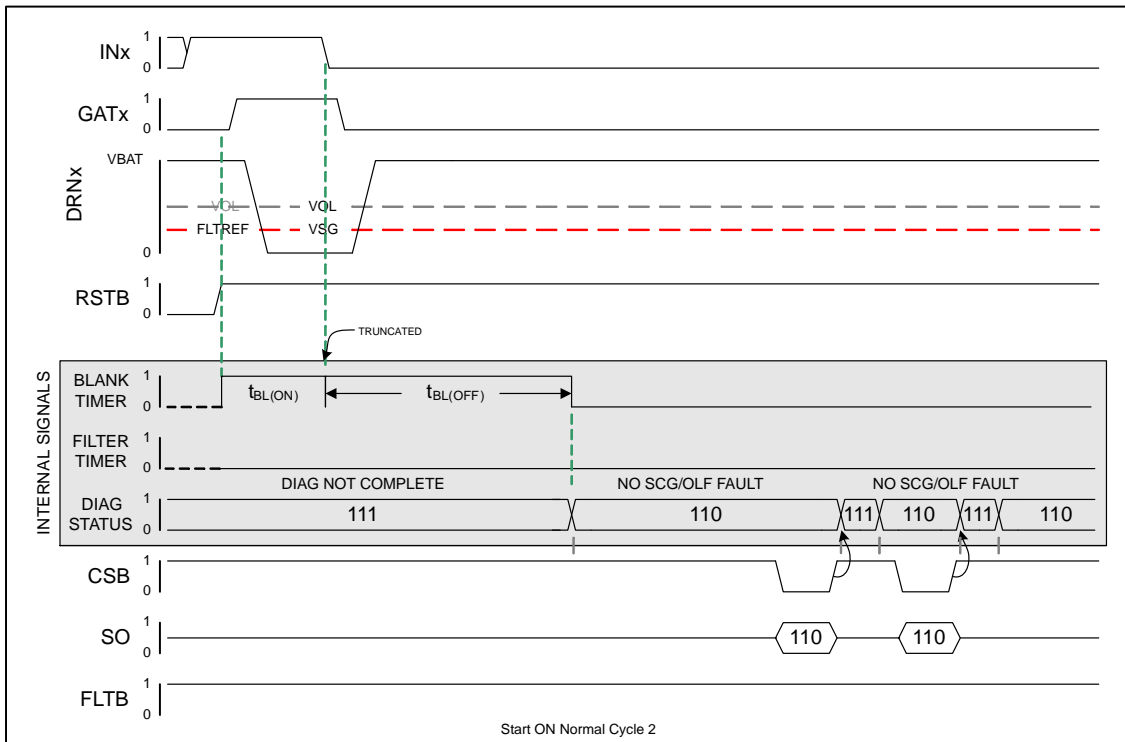 INx
1
0
GATx
1
0
DRNx
VBAT
VOL
VOL
FLTREF
VSG
RSTB
1
0
TRUNCATED
INTERNAL SIGNALS
BLANK
TIMER
1
0
tBL(ON)
tBL(OFF)
FILTER
TIMER
1
0
DIAG NOT COMPLETE
NO SCG/OLF FAULT
NO SCG/OLF FAULT
DIAG
STATUS
1
0
111
110
111
110
111
110
CSB
1
0
SO
1
0
110
110
FLTB
1
0
Start ON Normal Cycle 2